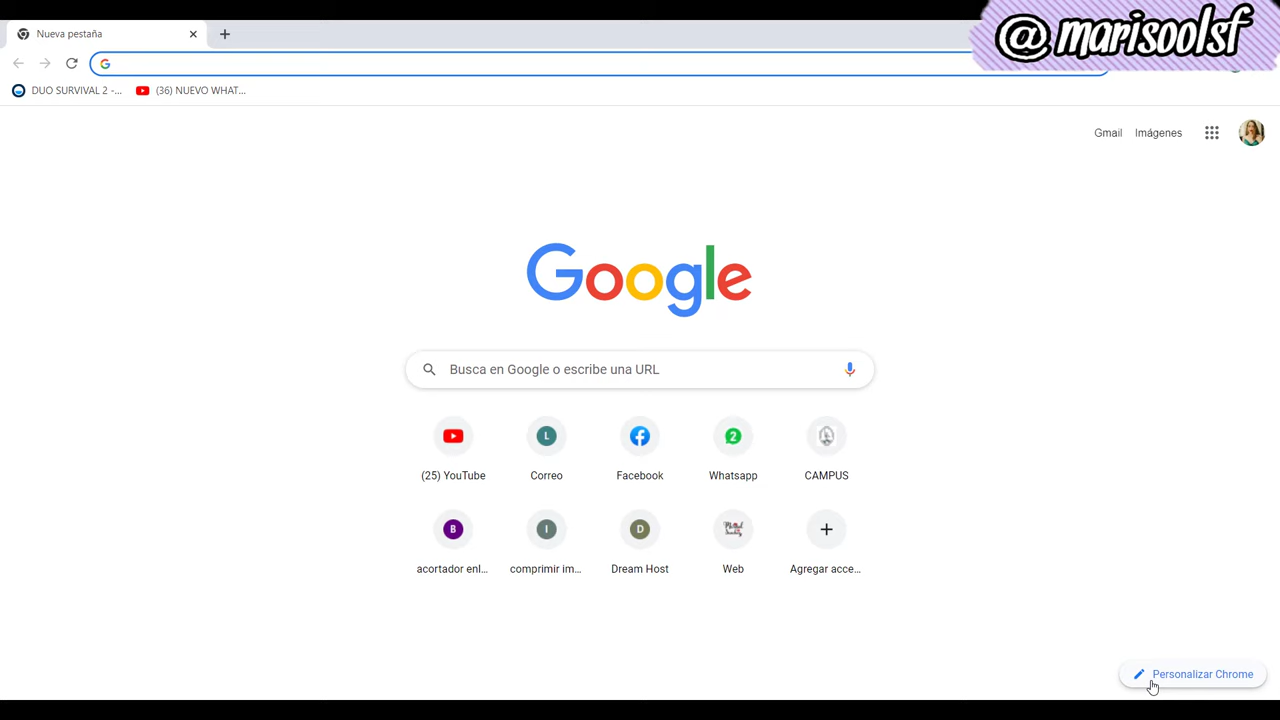 Nueva pestaña
@marisoolsf
DUO SURVIVAL 2 -...
(36) NUEVO WHAT...
Gmail Imágenes
Google
Busca en Google o escribe una URL
(25) YouTube
L
Correo
Facebook
2
Whatsapp
CAMPUS
B
acortador enl...
I
comprimir im...
D
Dream Host
Web
Agregar acce...
Personalizar Chrome